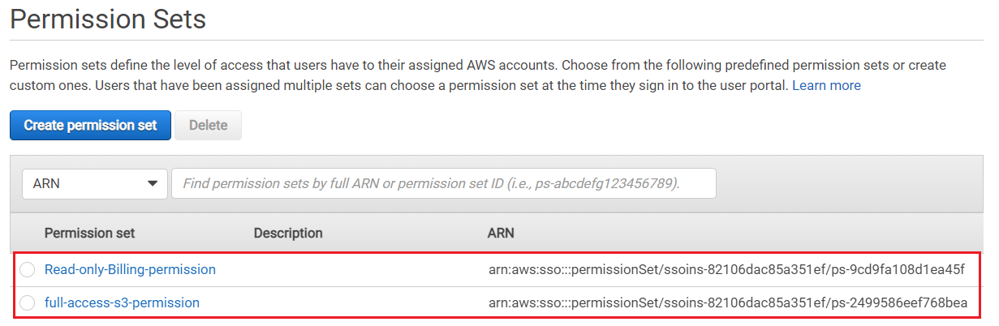 Permission Sets
Permission sets define the level of access that users have to their assigned AWS accounts. Choose from the following predefined permission sets or create
custom ones. Users that have been assigned multiple sets can choose a permission set at the time they sign in to the user portal. Learn more
Create permission set Delete
ARN Find permission sets by full ARN or permission set ID (i.e., ps-abcdefg123456789).
Permission set Description ARN
Read-only-Billing-permission arn:aws:sso:::permissionSet/ssoins-82106dac85a351ef/ps-9cd9fa108d1ea45f
full-access-s3-permission arn:aws:sso:::permissionSet/ssoins-82106dac85a351ef/ps-2499586eef768bea